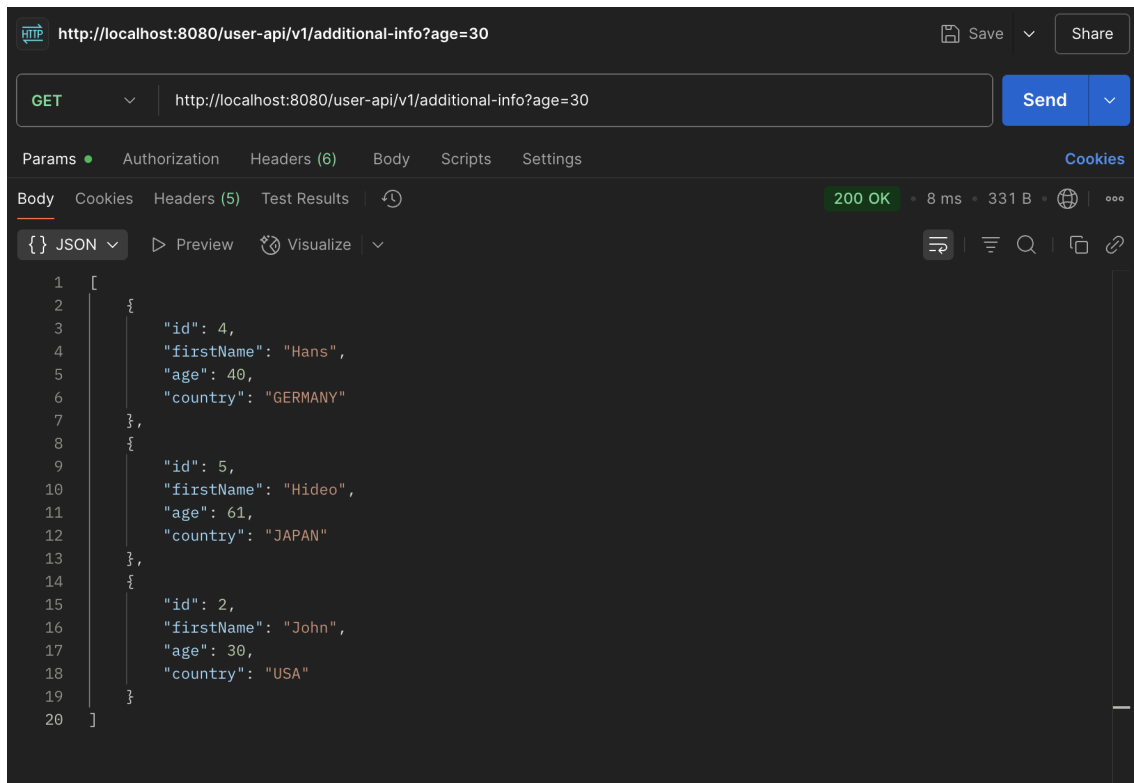 HTTP http://localhost:8080/user-api/v1/additional-info?age=30 Save Share
GET http://localhost:8080/user-api/v1/additional-info?age=30 Send
Params Authorization Headers (6) Body Scripts Settings Cookies
Body Cookies Headers (5) Test Results 200 OK • 8 ms • 331 B •
{} JSON Preview Visualize
1 [
2 {
3 "id": 4,
4 "firstName": "Hans",
5 "age": 40,
6 "country": "GERMANY"
7 },
8 {
9 "id": 5,
10 "firstName": "Hideo",
11 "age": 61,
12 "country": "JAPAN"
13 },
14 {
15 "id": 2,
16 "firstName": "John",
17 "age": 30,
18 "country": "USA"
19 }
20 ]